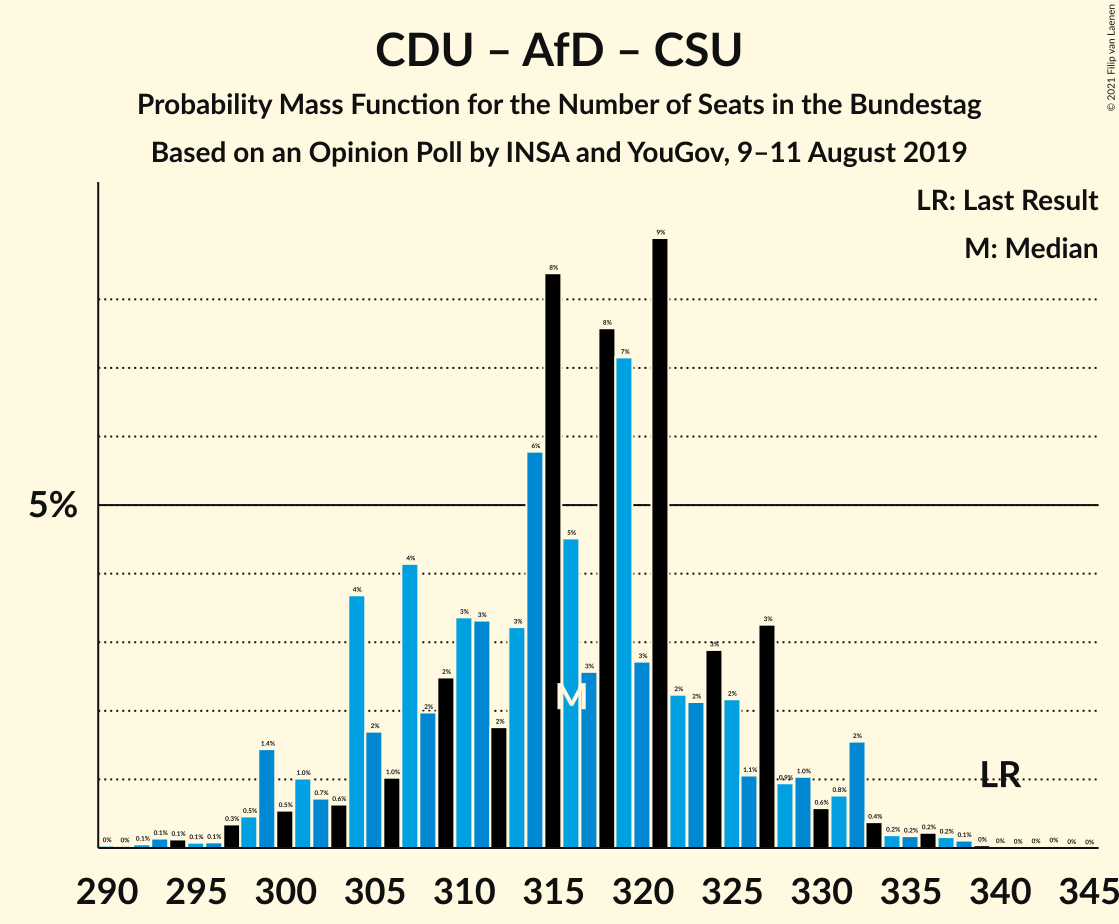 CDU – AfD – CSU
Probability Mass Function for the Number of Seats in the Bundestag
Based on an Opinion Poll by INSA and YouGov, 9–11 August 2019
© 2021 Filip van Laenen
LR: Last Result
M: Median
5%
0% 0% 0.1% 0.1% 0.1% 0.1% 0.1% 0.3% 0.5% 1.4% 0.5% 1.0% 0.7% 0.6% 4% 2% 1.0% 4% 2% 2% 3% 3% 2% 3% 6% 8% 5% 3% 8% 7% 3% 9% 2% 2% 3% 2% 1.1% 3% 0.9% 1.0% 0.6% 0.8% 2% 0.4% 0.2% 0.2% 0.2% 0.2% 0.1% 0% 0% 0% 0% 0% 0% 0%
M
LR
290 295 300 305 310 315 320 325 330 335 340 345